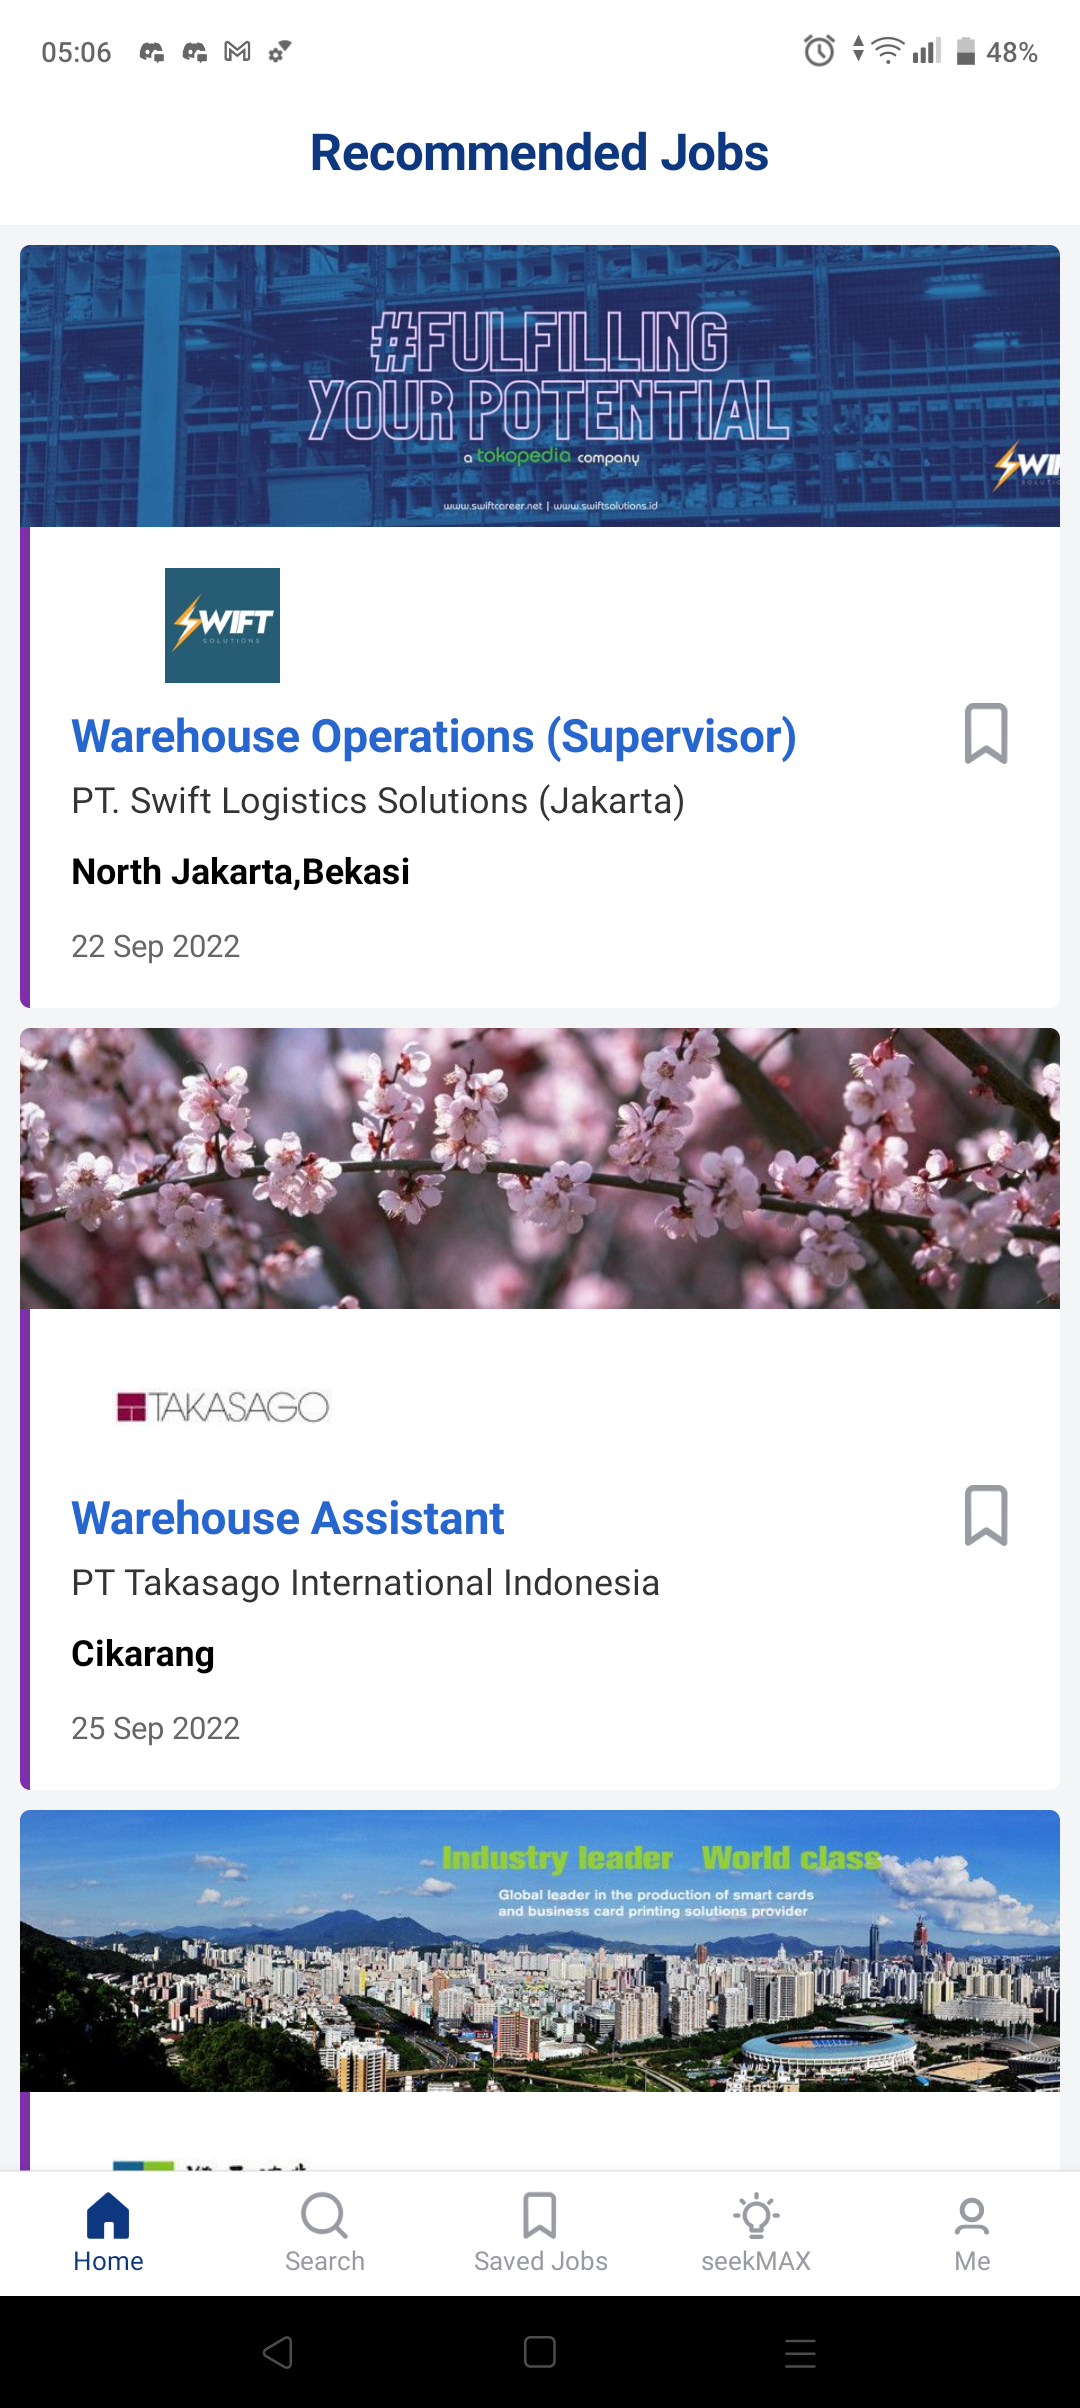 05:06
48%
Recommended Jobs
#FULFILLING
YOUR POTENTIAL
a tokopedia company
www.swiftcareer.net | www.swiftsolutions.id
SWIFT
SOLUTIONS
Warehouse Operations (Supervisor)
PT. Swift Logistics Solutions (Jakarta)
North Jakarta,Bekasi
22 Sep 2022
TAKASAGO
Warehouse Assistant
PT Takasago International Indonesia
Cikarang
25 Sep 2022
Industry leader World class
Global leader in the production of smart cards
and business card printing solutions provider
Home
Search
Saved Jobs
seekMAX
Me